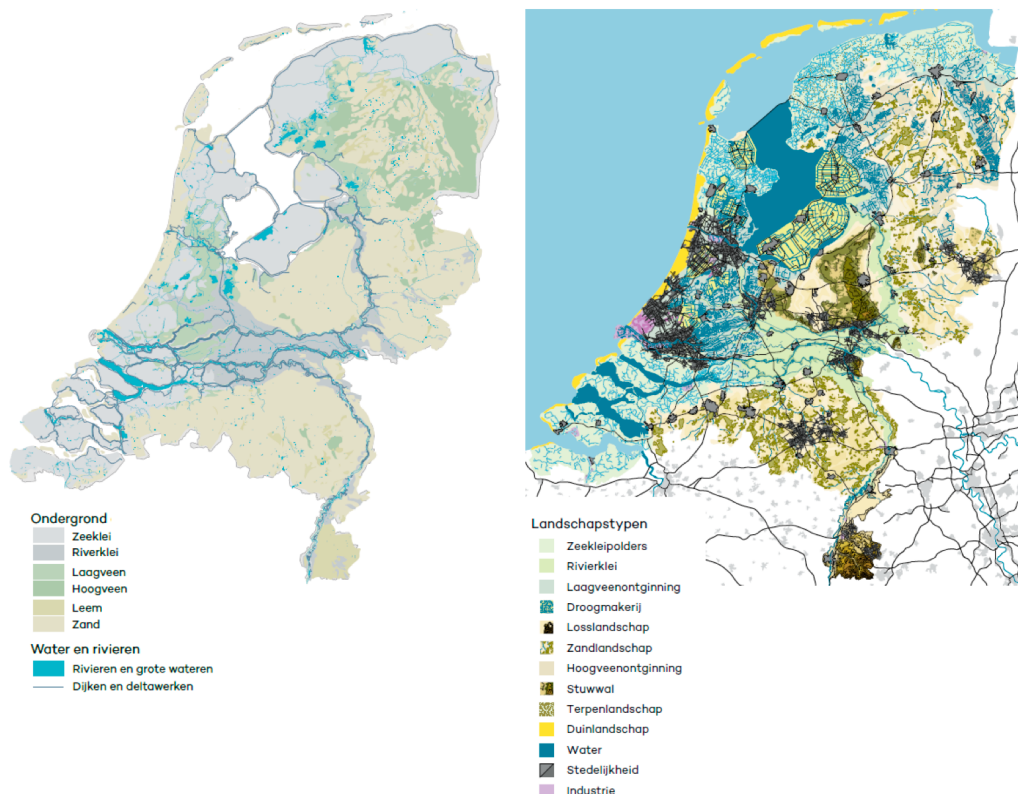 Ondergrond
Zeeklei
Riverklei
Laagveen
Hoogveen
Leem
Zand
Water en rivieren
Rivieren en grote wateren
Dijken en deltawerken
Landschapstypen
Zeekleipolders
Rivierklei
Laagveenontginning
Droogmakerij
Losslandschap
Zandlandschap
Hoogveenontginning
Stuwwal
Terpenlandschap
Duinlandschap
Water
Stedelijkheid
Industrie